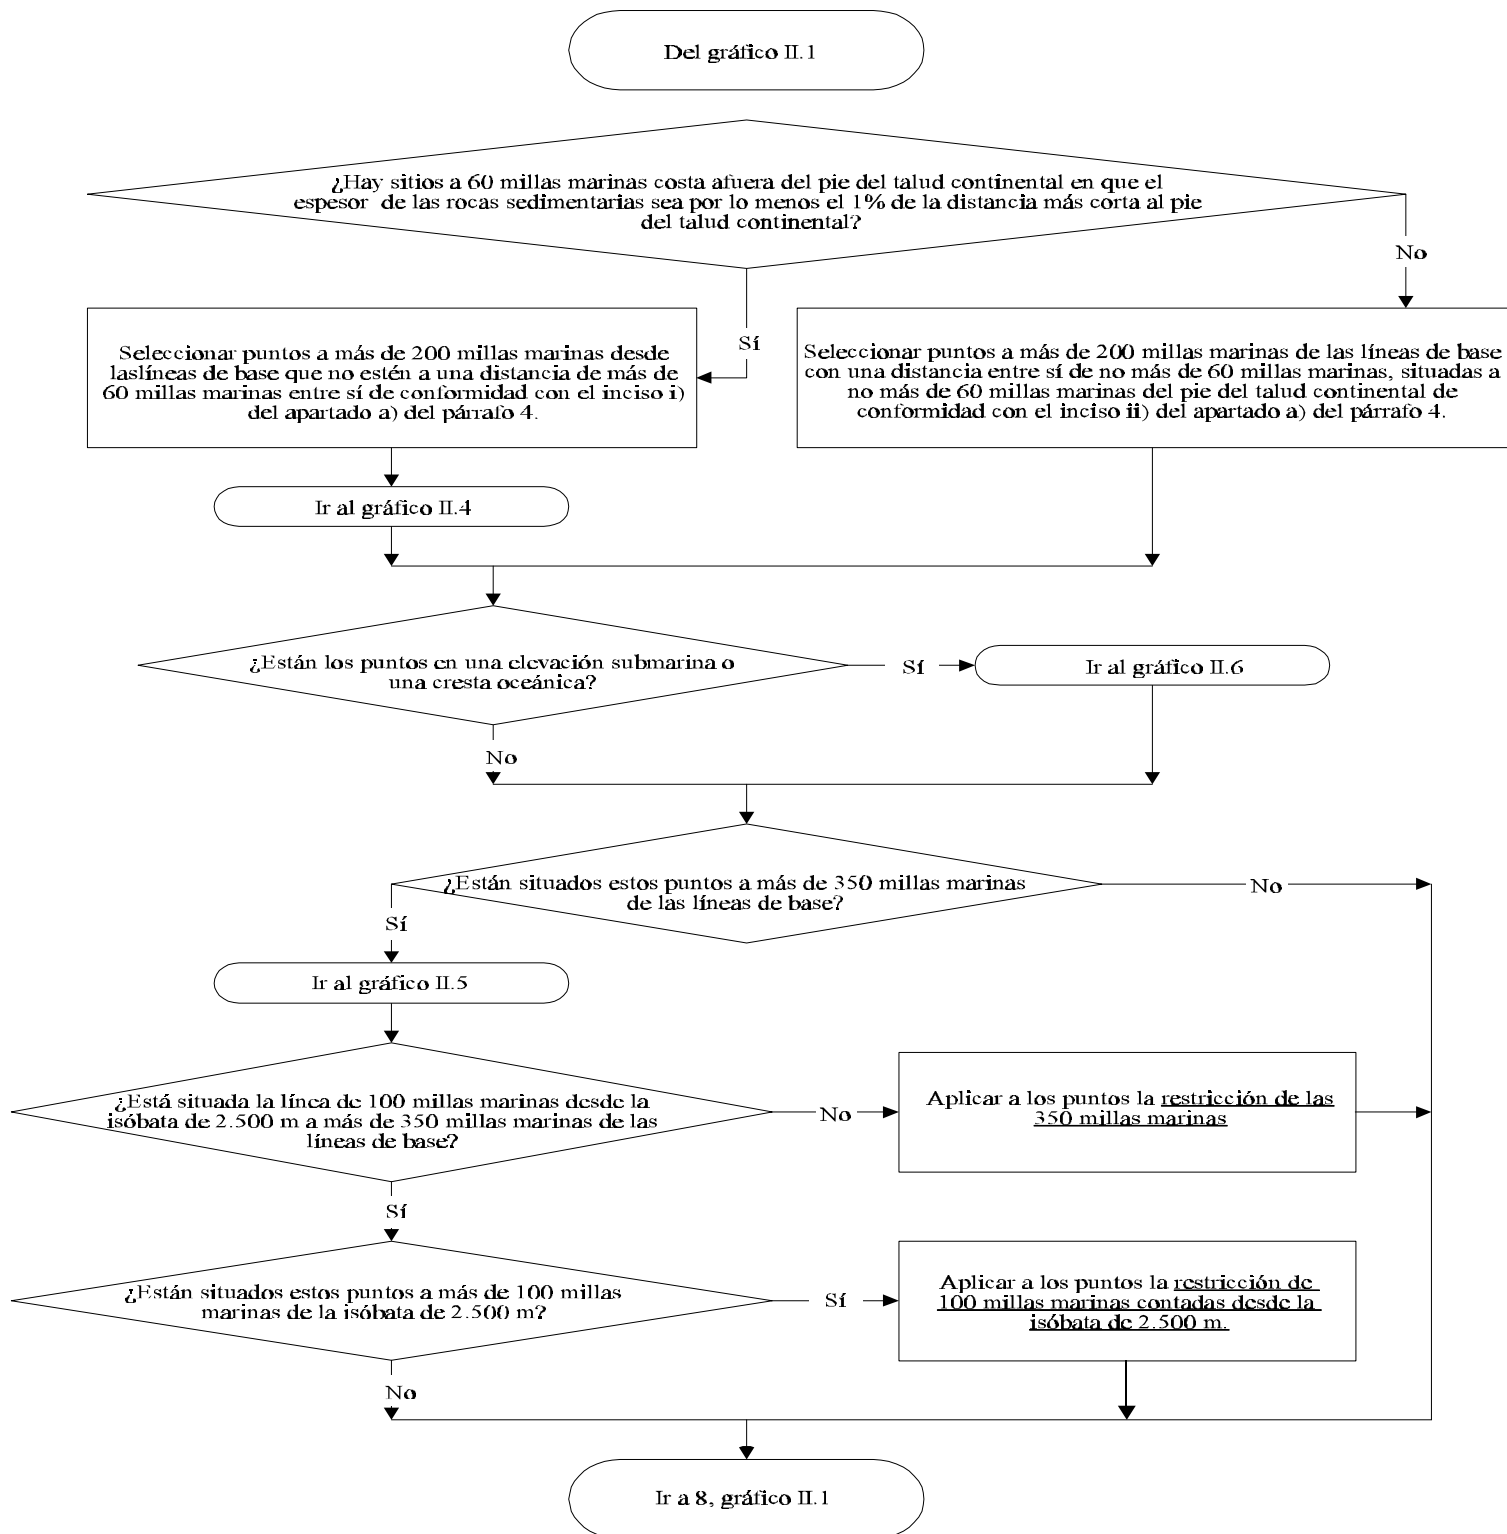 Del gráfico II.1
¿Hay sitios a 60 millas marinas costa afuera del pie del talud continental en que el
espesor de las rocas sedimentarias sea por lo menos el 1% de la distancia más corta al pie
del talud continental?
No
Sí
Seleccionar puntos a más de 200 millas marinas desde
laslíneas de base que no estén a una distancia de más de
60 millas marinas entre sí de conformidad con el inciso i)
del apartado a) del párrafo 4.
Seleccionar puntos a más de 200 millas marinas de las líneas de base
con una distancia entre sí de no más de 60 millas marinas, situadas a
no más de 60 millas marinas del pie del talud continental de
conformidad con el inciso ii) del apartado a) del párrafo 4.
Ir al gráfico II.4
¿Están los puntos en una elevación submarina o
una cresta oceánica?
Sí
Ir al gráfico II.6
No
¿Están situados estos puntos a más de 350 millas marinas
de las líneas de base?
No
Sí
Ir al gráfico II.5
¿Está situada la línea de 100 millas marinas desde la
isóbata de 2.500 m a más de 350 millas marinas de las
líneas de base?
No
Aplicar a los puntos la restricción de las
350 millas marinas
Sí
¿Están situados estos puntos a más de 100 millas
marinas de la isóbata de 2.500 m?
Sí
Aplicar a los puntos la restricción de
100 millas marinas contadas desde la
isóbata de 2.500 m.
No
Ir a 8, gráfico II.1